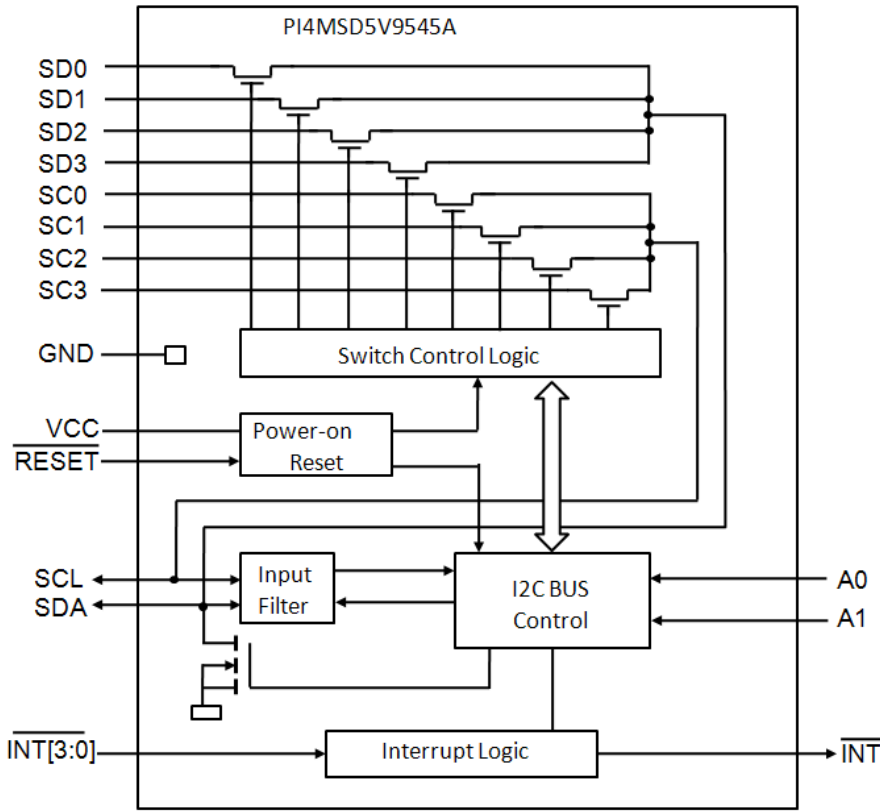 PI4MSD5V9545A
SD0
SD1
SD2
SD3
SC0
SC1
SC2
SC3
GND
Switch Control Logic
VCC
RESET
Power-on
Reset
SCL
SDA
Input
Filter
I2C BUS
Control
A0
A1
INT[3:0]
Interrupt Logic
INT